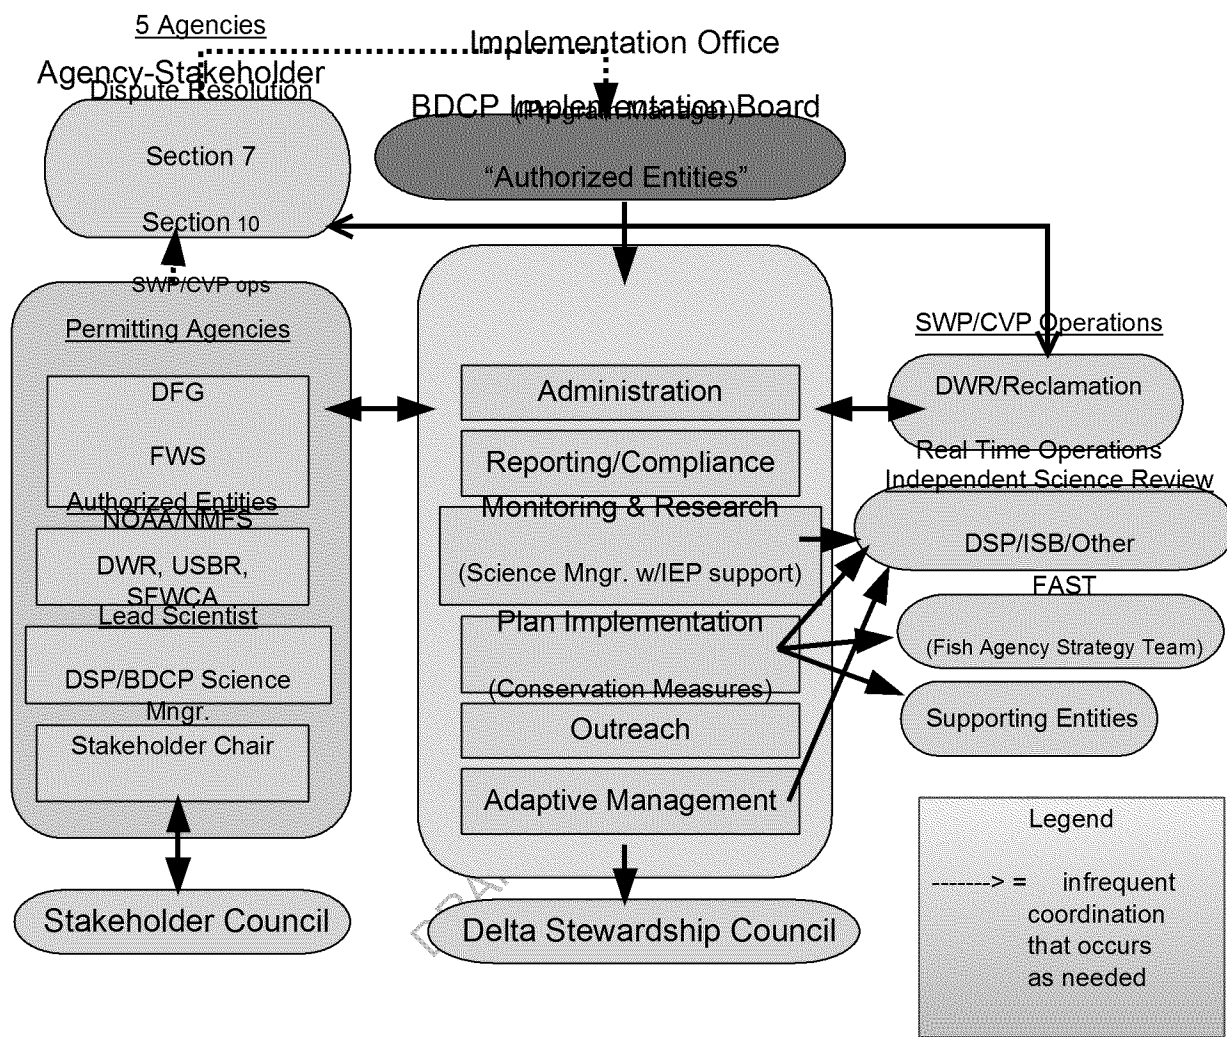 5 Agencies
Implementation Office
Agency-Stakeholder
Dispute Resolution
BDCP Implementation Board
(Program Manager)
Section 7
"Authorized Entities"
Section 10
SWP/CVP ops
Permitting Agencies
DFG
FWS
Authorized Entities
NOAA/NMFS
DWR, USBR,
SFWCA
Lead Scientist
DSP/BDCP Science
Mngr.
Stakeholder Chair
Stakeholder Council
Administration
Reporting/Compliance
Monitoring & Research
(Science Mngr. w/IEP support)
Plan Implementation
(Conservation Measures)
Outreach
Adaptive Management
Delta Stewardship Council
SWP/CVP Operations
DWR/Reclamation
Real Time Operations
Independent Science Review
DSP/ISB/Other
FAST
(Fish Agency Strategy Team)
Supporting Entities
Legend
-------> = infrequent
coordination
that occurs
as needed